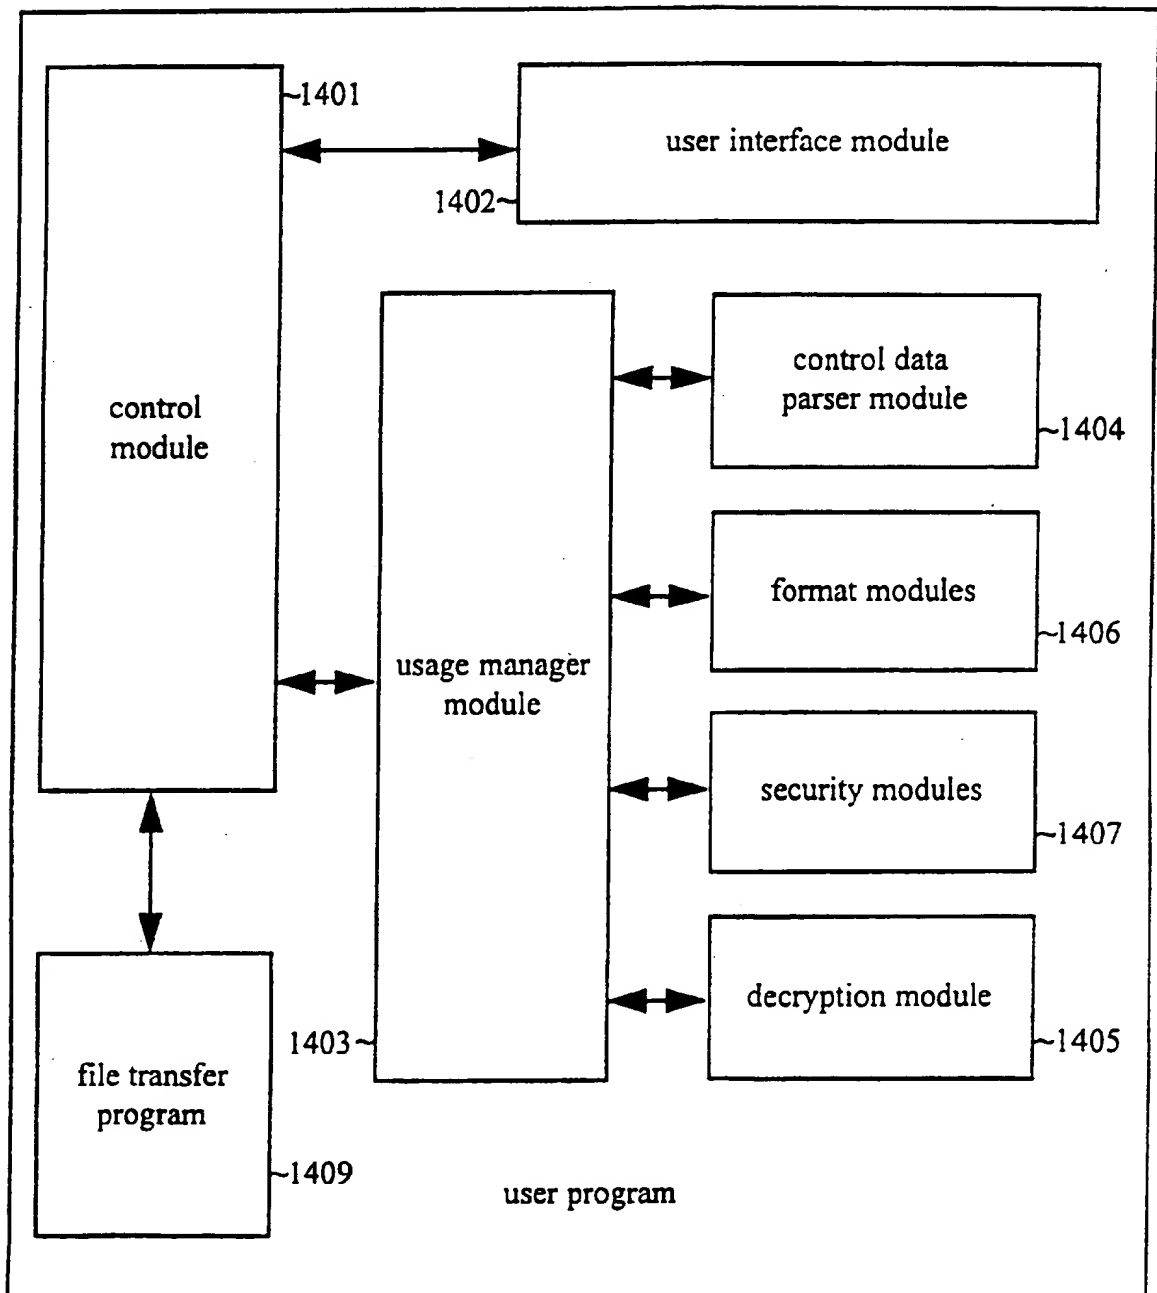 1401
user interface module
1402
control data
parser module
1404
control
module
format modules
1406
usage manager
module
security modules
1407
decryption module
1405
1403
file transfer
program
1409
user program